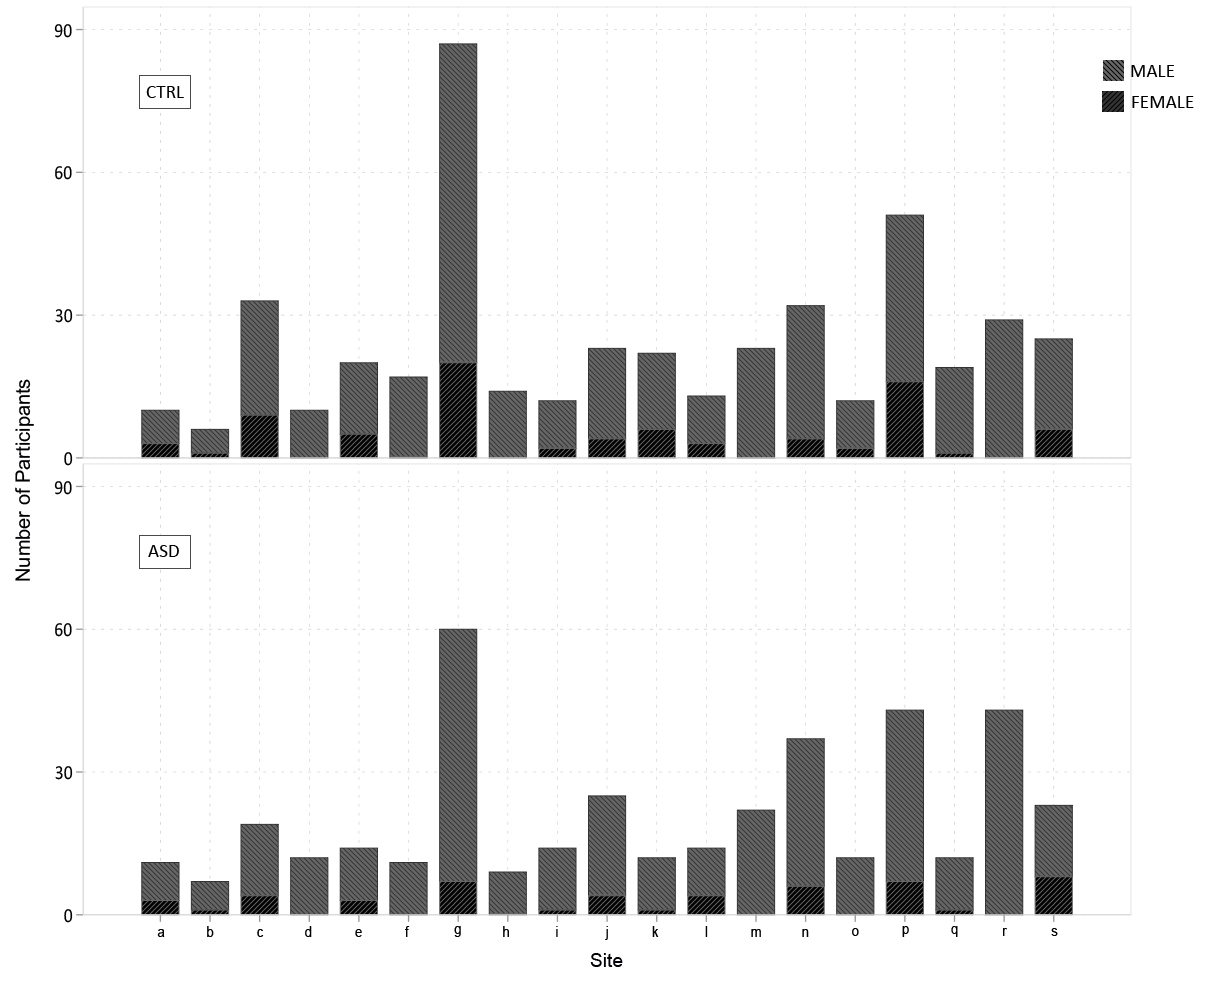 90
CTRL
MALE
FEMALE
60
30
0
Number of Participants
90
ASD
60
30
0
a b c d e f g h i j k l m n o p q r s
Site